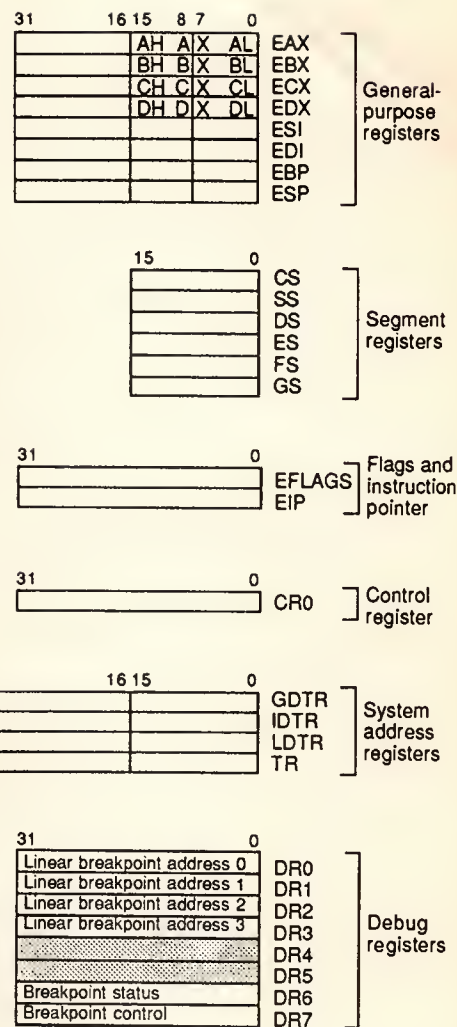 31 16 15 8 7 0
AH A X AL EAX
BH B X BL EBX
CH C X CL ECX
DH D X DL EDX
ESI
EDI
EBP
ESP
General-
purpose
registers
15 0
CS
SS
DS
ES
FS
GS
Segment
registers
31 0
EFLAGS
EIP
Flags and
instruction
pointer
31 0
CR0
Control
register
16 15 0
GDTR
IDTR
LDTR
TR
System
address
registers
31 0
Linear breakpoint address 0 DR0
Linear breakpoint address 1 DR1
Linear breakpoint address 2 DR2
Linear breakpoint address 3 DR3
DR4
DR5
Breakpoint status DR6
Breakpoint control DR7
Debug
registers